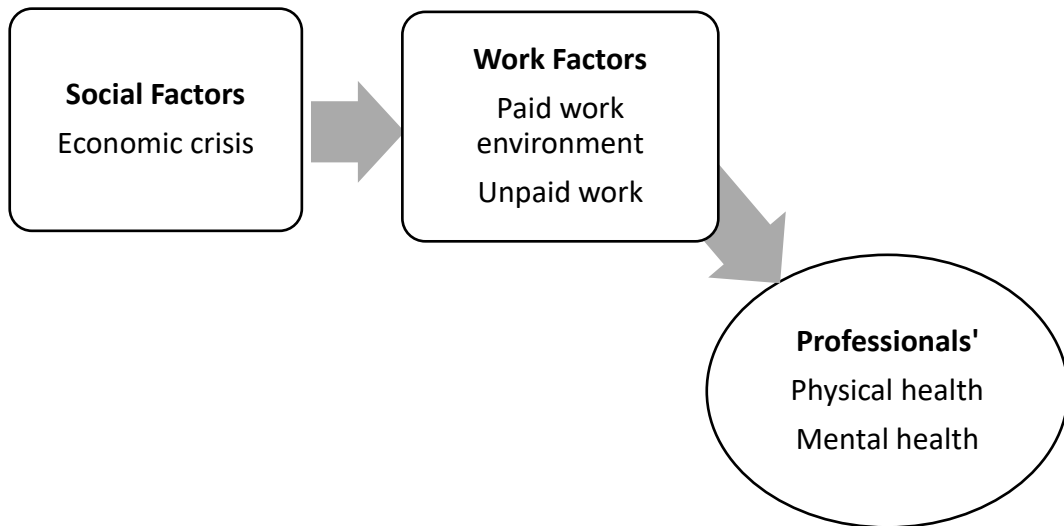 Social Factors
Economic crisis
Work Factors
Paid work
environment
Unpaid work
Professionals'
Physical health
Mental health